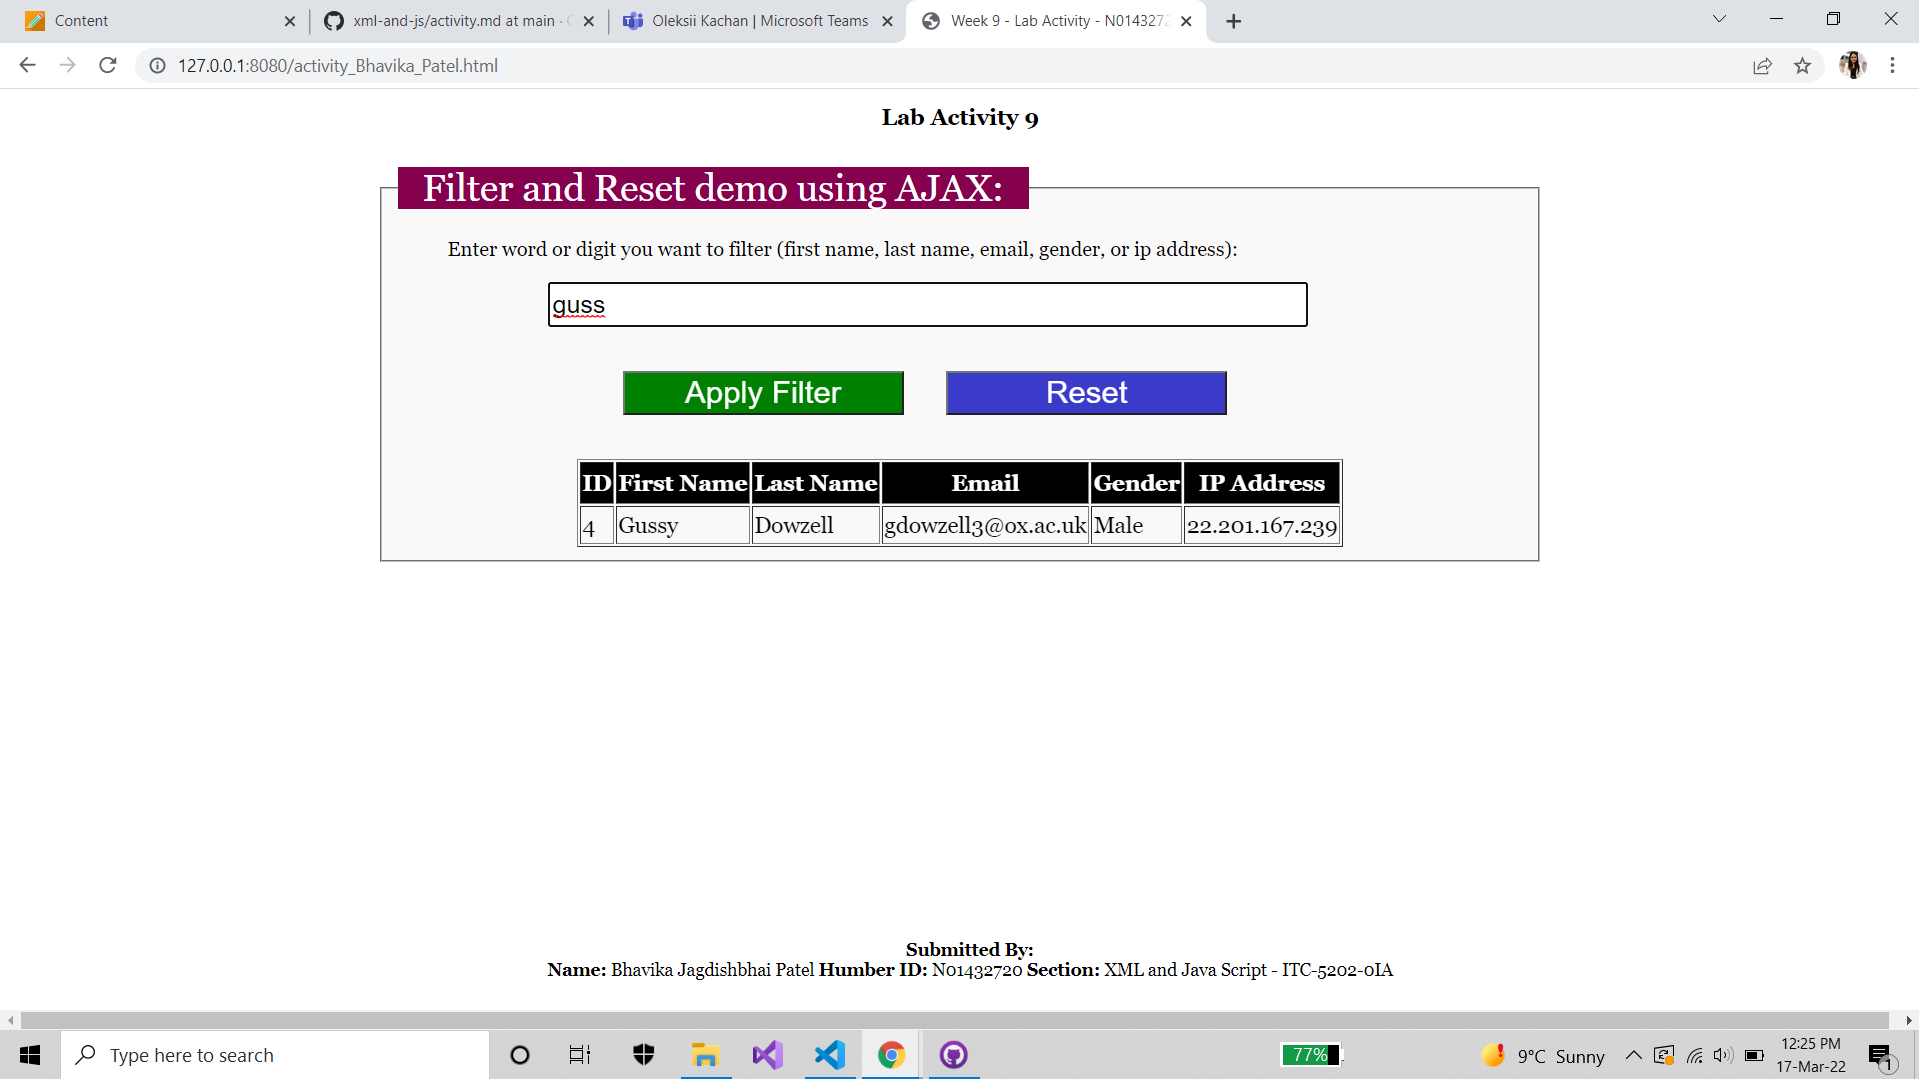 Content
xml-and-js/activity.md at main ·
Oleksii Kachan | Microsoft Teams
Week 9 - Lab Activity - N0143272
127.0.0.1:8080/activity_Bhavika_Patel.html
Lab Activity 9
Filter and Reset demo using AJAX:
Enter word or digit you want to filter (first name, last name, email, gender, or ip address):
guss
Apply Filter Reset
ID First Name Last Name Email Gender IP Address
4 Gussy Dowzell gdowzell3@ox.ac.uk Male 22.201.167.239
Submitted By:
Name: Bhavika Jagdishbhai Patel Humber ID: N01432720 Section: XML and Java Script - ITC-5202-0IA
Type here to search
77%
9°C Sunny
12:25 PM
17-Mar-22
1